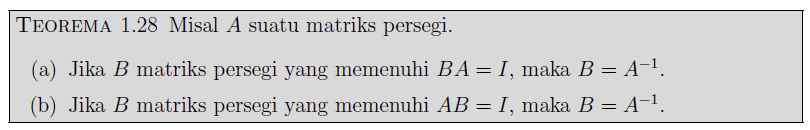 TEOREMA 1.28 Misal A suatu matriks persegi.
(a) Jika B matriks persegi yang memenuhi BA = I, maka B = A⁻¹.
(b) Jika B matriks persegi yang memenuhi AB = I, maka B = A⁻¹.